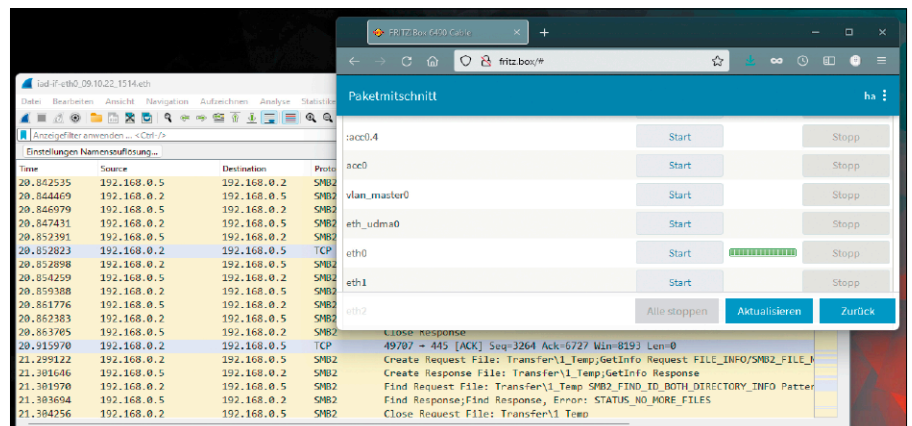 FRITZ!Box 6490 Cable
fritz.box/#
Paketmitschnitt
ha
:acc0.4 Start Stopp
acc0 Start Stopp
vlan_master0 Start Stopp
eth_udma0 Start Stopp
eth0 Start Stopp
eth1 Start Stopp
eth2
Alle stoppen Aktualisieren Zurück
iad-if-eth0_09.10.22_1514.eth
Datei Bearbeiten Ansicht Navigation Aufzeichnen Analyse Statistike
Anzeigefilter anwenden ... <Ctrl-/>
Einstellungen Namensauflösung...
Time Source Destination Proto
20.842535 192.168.0.5 192.168.0.2 SMB2
20.844469 192.168.0.2 192.168.0.5 SMB2
20.846979 192.168.0.5 192.168.0.2 SMB2
20.847431 192.168.0.2 192.168.0.5 SMB2
20.852391 192.168.0.5 192.168.0.2 SMB2
20.852823 192.168.0.2 192.168.0.5 TCP
20.852898 192.168.0.2 192.168.0.5 SMB2
20.854259 192.168.0.5 192.168.0.2 SMB2
20.859388 192.168.0.2 192.168.0.5 SMB2
20.861776 192.168.0.5 192.168.0.2 SMB2
20.862383 192.168.0.2 192.168.0.5 SMB2
20.863705 192.168.0.5 192.168.0.2 SMB2 Close Response
20.915970 192.168.0.2 192.168.0.5 TCP 49707 → 445 [ACK] Seq=3264 Ack=6727 Win=8193 Len=0
21.299122 192.168.0.2 192.168.0.5 SMB2 Create Request File: Transfer\1_Temp;GetInfo Request FILE_INFO/SMB2_FILE_
21.301646 192.168.0.5 192.168.0.2 SMB2 Create Response File: Transfer\1_Temp;GetInfo Response
21.301970 192.168.0.2 192.168.0.5 SMB2 Find Request File: Transfer\1_Temp SMB2_FIND_ID_BOTH_DIRECTORY_INFO Patter
21.303694 192.168.0.5 192.168.0.2 SMB2 Find Response;Find Response, Error: STATUS_NO_MORE_FILES
21.304256 192.168.0.2 192.168.0.5 SMB2 Close Request File: Transfer\1_Temp